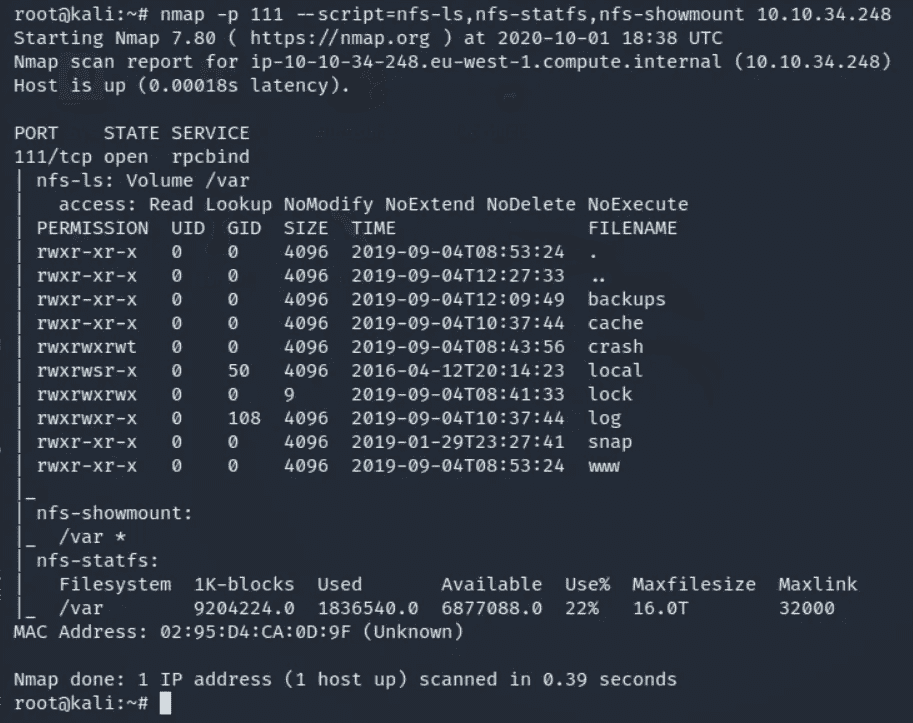 root@kali:~# nmap -p 111 --script=nfs-ls,nfs-statfs,nfs-showmount 10.10.34.248
Starting Nmap 7.80 ( https://nmap.org ) at 2020-10-01 18:38 UTC
Nmap scan report for ip-10-10-34-248.eu-west-1.compute.internal (10.10.34.248)
Host is up (0.00018s latency).

PORT    STATE SERVICE
111/tcp open  rpcbind
| nfs-ls: Volume /var
|   access: Read Lookup NoModify NoExtend NoDelete NoExecute
| PERMISSION  UID  GID  SIZE  TIME                 FILENAME
| rwxr-xr-x   0    0    4096  2019-09-04T08:53:24  .
| rwxr-xr-x   0    0    4096  2019-09-04T12:27:33  ..
| rwxr-xr-x   0    0    4096  2019-09-04T12:09:49  backups
| rwxr-xr-x   0    0    4096  2019-09-04T10:37:44  cache
| rwxrwxrwt   0    0    4096  2019-09-04T08:43:56  crash
| rwxrwsr-x   0    50   4096  2016-04-12T20:14:23  local
| rwxrwxrwx   0    0    9     2019-09-04T08:41:33  lock
| rwxrwxr-x   0    108  4096  2019-09-04T10:37:44  log
| rwxr-xr-x   0    0    4096  2019-01-29T23:27:41  snap
| rwxr-xr-x   0    0    4096  2019-09-04T08:53:24  www
|_
| nfs-showmount:
|_  /var *
| nfs-statfs:
|   Filesystem  1K-blocks  Used       Available  Use%  Maxfilesize  Maxlink
|_  /var        9204224.0  1836540.0  6877088.0  22%   16.0T        32000
MAC Address: 02:95:D4:CA:0D:9F (Unknown)

Nmap done: 1 IP address (1 host up) scanned in 0.39 seconds
root@kali:~#